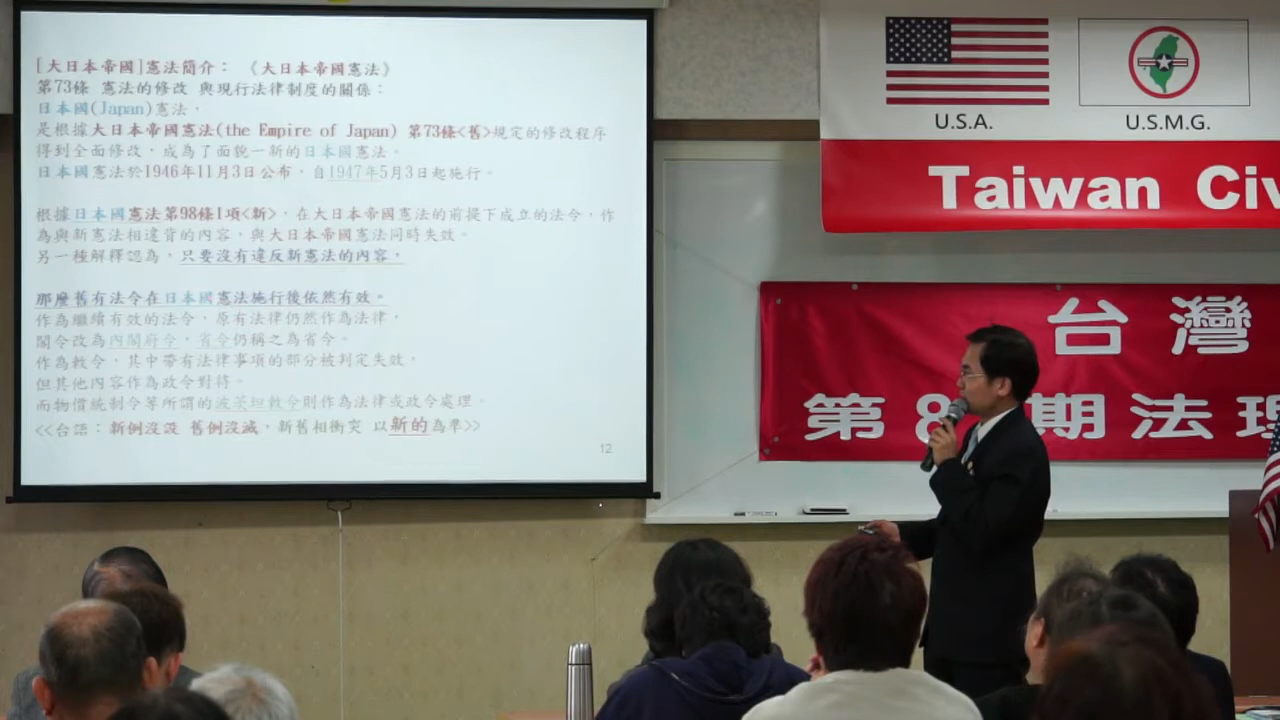 [大日本帝國]憲法簡介： 《大日本帝國憲法》
第73條 憲法的修改 與現行法律制度的關係：
日本國(Japan)憲法，
是根據大日本帝國憲法(the Empire of Japan) 第73條<舊>規定的修改程序
得到全面修改，成為了面貌一新的日本國憲法。
日本國憲法於1946年11月3日公布，自1947年5月3日起施行。
根據日本國憲法第98條1項<新>，在大日本帝國憲法的前提下成立的法令，作
為與新憲法相違背的內容，與大日本帝國憲法同時失效。
另一種解釋認為，只要沒有違反新憲法的內容，
那麼舊有法令在日本國憲法施行後依然有效。
作為繼續有效的法令，原有法律仍然作為法律，
閣令改為內閣府令，省令仍稱之為省令。
作為敕令，其中帶有法律事項的部分被判定失效，
但其他內容作為政令對待。
而物價統制令等所謂的波茨坦敕令則作為法律或政令處理。
<<台語：新例沒設 舊例沒滅，新舊相衝突 以新的為準>>
12
U.S.A.
U.S.M.G.
Taiwan Civ
台灣
第8 期法理